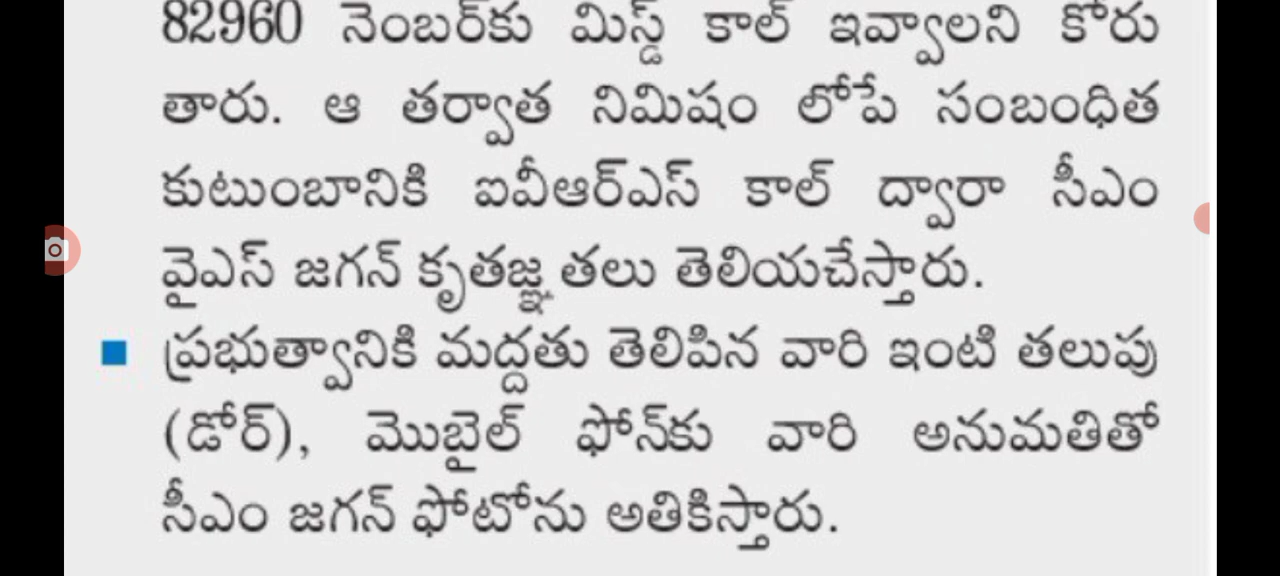 82960 నెంబర్‌కు మిస్డ్ కాల్ ఇవ్వాలని కోరు
తారు. ఆ తర్వాత నిమిషం లోపే సంబంధిత
కుటుంబానికి ఐవీఆర్ఎస్ కాల్ ద్వారా సీఎం
వైఎస్ జగన్ కృతజ్ఞతలు తెలియచేస్తారు.
■ ప్రభుత్వానికి మద్దతు తెలిపిన వారి ఇంటి తలుపు
(డోర్), మొబైల్ ఫోన్‌కు వారి అనుమతితో
సీఎం జగన్ ఫోటోను అతికిస్తారు.